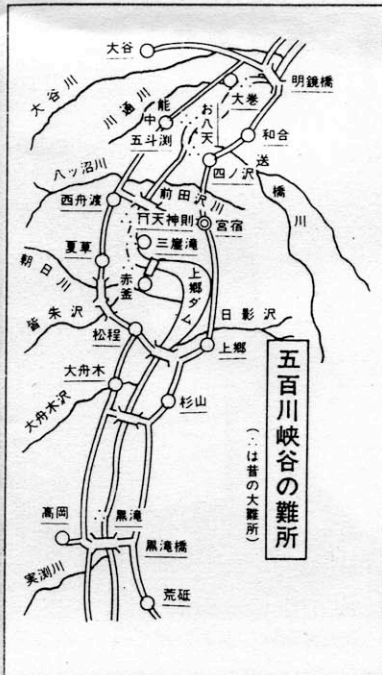 五百川峡谷の難所
(∴は昔の大難所)
大谷
大谷川
明鏡橋
大巻
川通川
能中
お八天
五斗渕
和合
四ノ沢
送橋川
八ッ沼川
前田沢川
西舟渡
天神則
宮宿
三龍滝
夏草
朝日川
赤釜
上郷ダム
皆朱沢
日影沢
松程
上郷
大舟木
大舟木沢
杉山
高岡
黒滝
黒滝橋
実渕川
荒砥